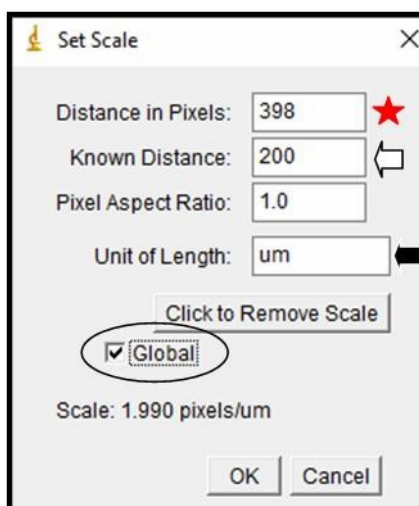 Set Scale
Distance in Pixels: 398
Known Distance: 200
Pixel Aspect Ratio: 1.0
Unit of Length: um
Click to Remove Scale
Global
Scale: 1.990 pixels/um
OK Cancel